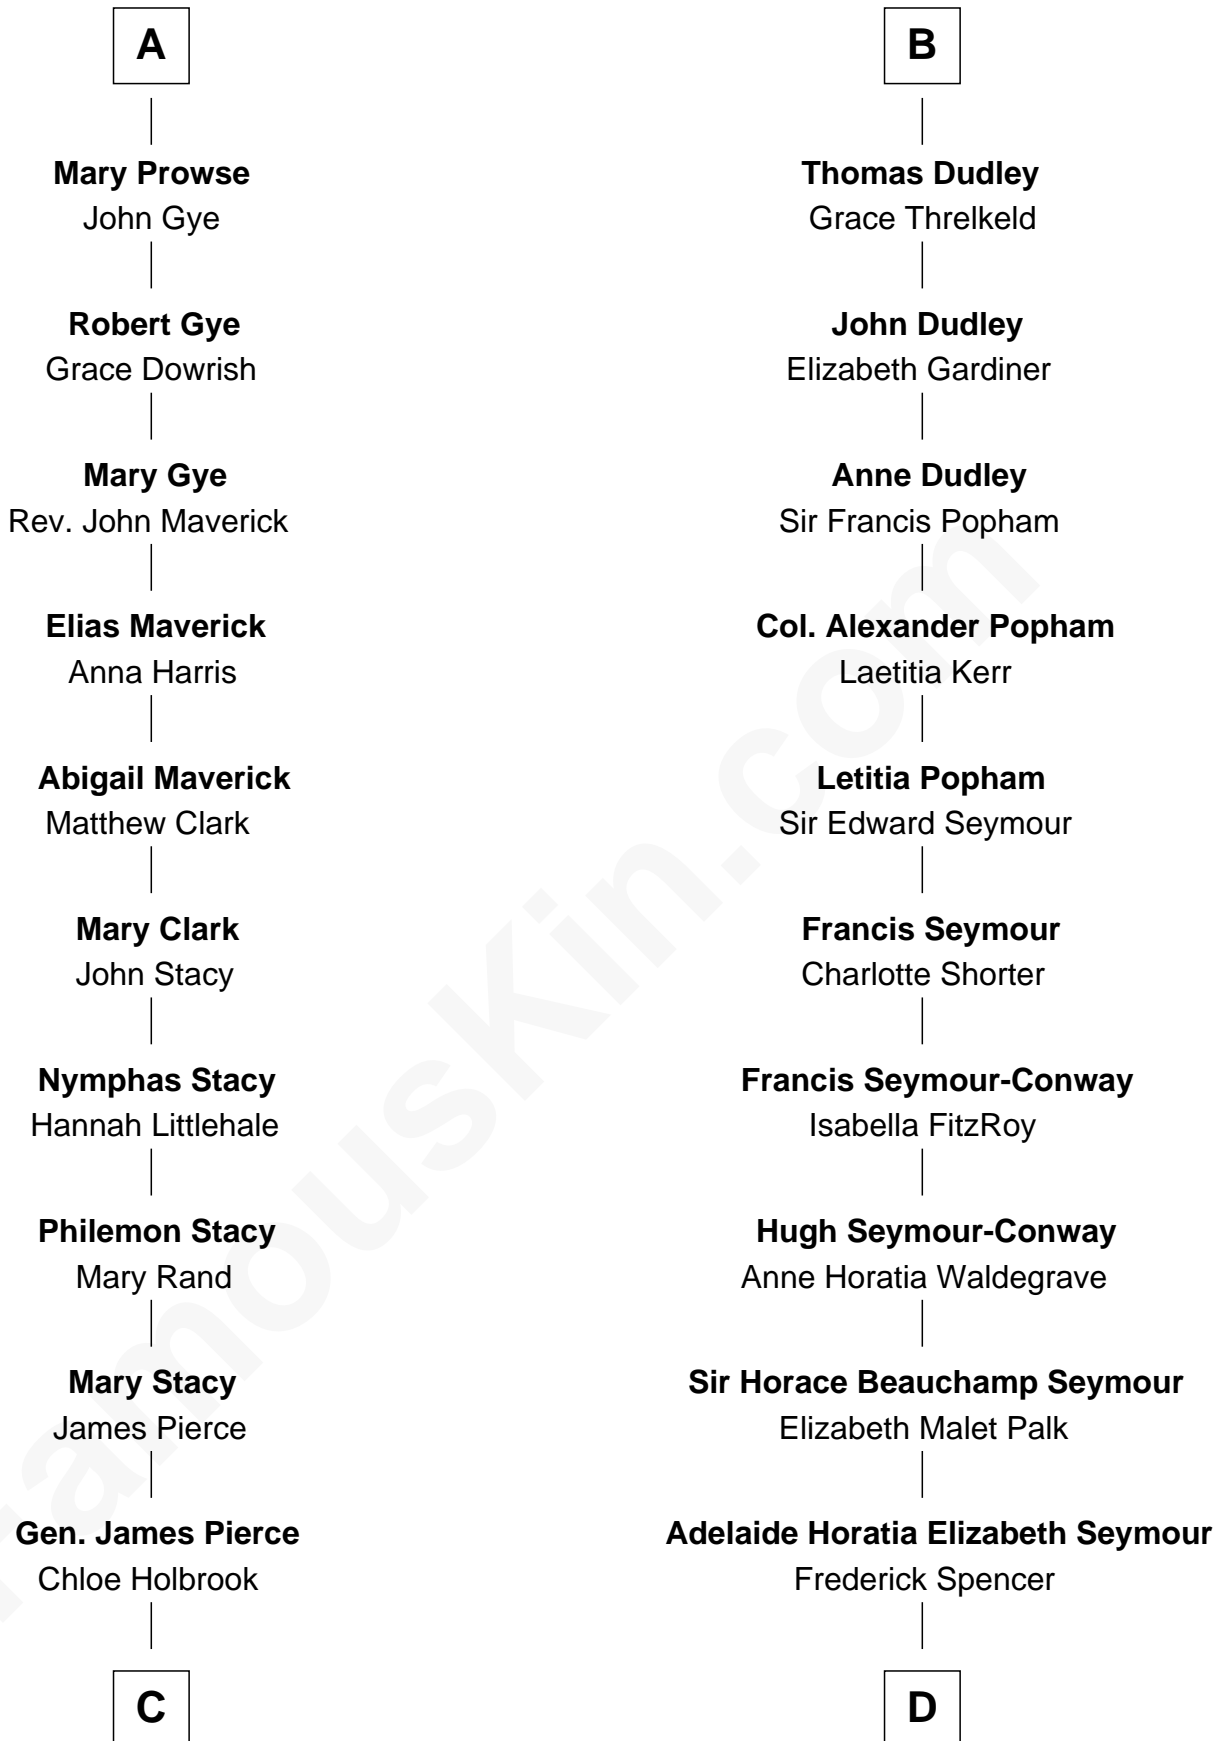 A
Mary Prowse
John Gye
Robert Gye
Grace Dowrish
Mary Gye
Rev. John Maverick
Elias Maverick
Anna Harris
Abigail Maverick
Matthew Clark
Mary Clark
John Stacy
Nymphas Stacy
Hannah Littlehale
Philemon Stacy
Mary Rand
Mary Stacy
James Pierce
Gen. James Pierce
Chloe Holbrook
C
B
Thomas Dudley
Grace Threlkeld
John Dudley
Elizabeth Gardiner
Anne Dudley
Sir Francis Popham
Col. Alexander Popham
Laetitia Kerr
Letitia Popham
Sir Edward Seymour
Francis Seymour
Charlotte Shorter
Francis Seymour-Conway
Isabella FitzRoy
Hugh Seymour-Conway
Anne Horatia Waldegrave
Sir Horace Beauchamp Seymour
Elizabeth Malet Palk
Adelaide Horatia Elizabeth Seymour
Frederick Spencer
D
FamousKin.com